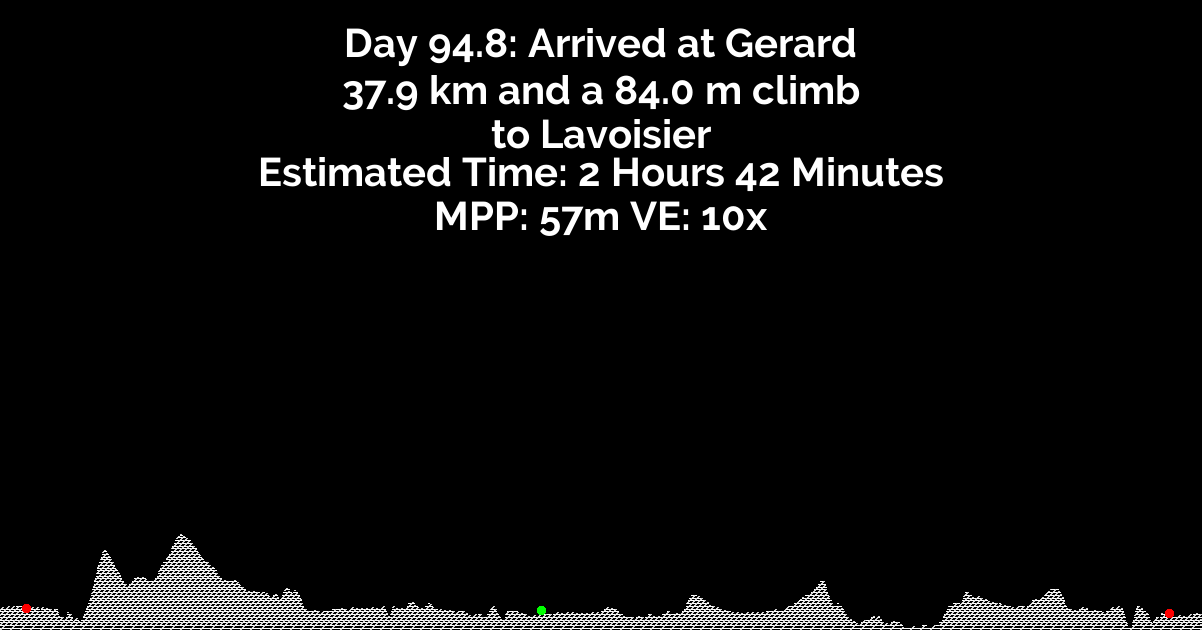 Day 94.8: Arrived at Gerard
37.9 km and a 84.0 m climb
to Lavoisier
Estimated Time: 2 Hours 42 Minutes
MPP: 57m VE: 10x